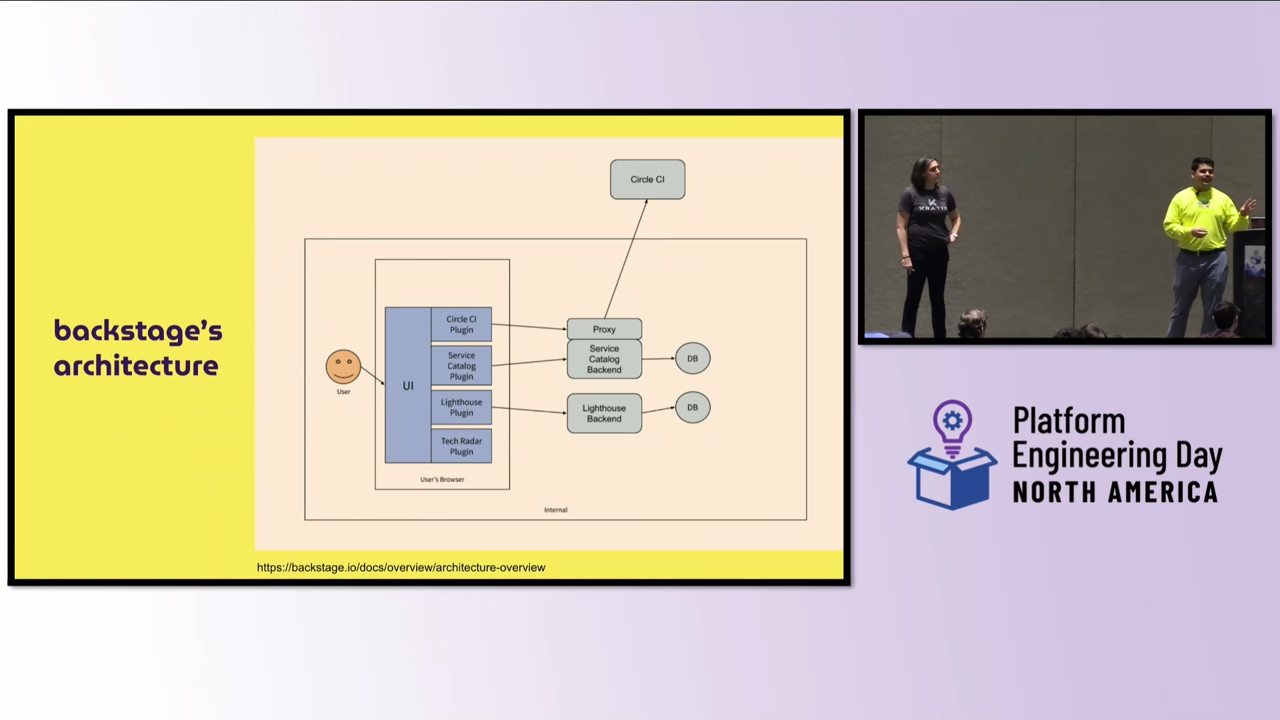 backstage's
architecture
Circle CI
Circle CI
Plugin
Service
Catalog
Plugin
Lighthouse
Plugin
Tech Radar
Plugin
UI
User
User's Browser
Proxy
Service
Catalog
Backend
DB
Lighthouse
Backend
DB
Internal
https://backstage.io/docs/overview/architecture-overview
KRATIX
Platform
Engineering Day
NORTH AMERICA